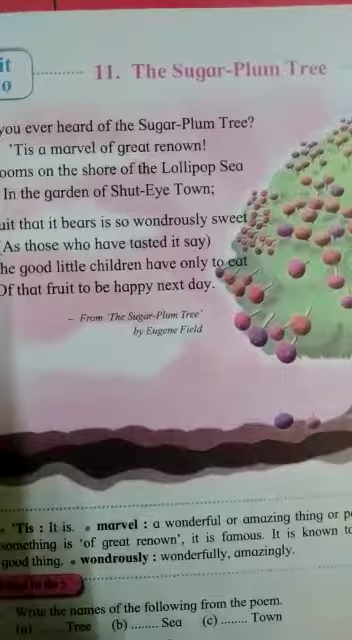 it
o
11. The Sugar-Plum Tree
you ever heard of the Sugar-Plum Tree?
'Tis a marvel of great renown!
ooms on the shore of the Lollipop Sea
In the garden of Shut-Eye Town;
uit that it bears is so wondrously sweet
(As those who have tasted it say)
he good little children have only to eat
Of that fruit to be happy next day.
– From 'The Sugar-Plum Tree'
by Eugene Field
• 'Tis : It is. • marvel : a wonderful or amazing thing or pe
something is 'of great renown', it is famous. It is known to
good thing. • wondrously : wonderfully, amazingly.
to do ?
Write the names of the following from the poem.
(a) ........ Tree (b) ........ Sea (c) ........ Town